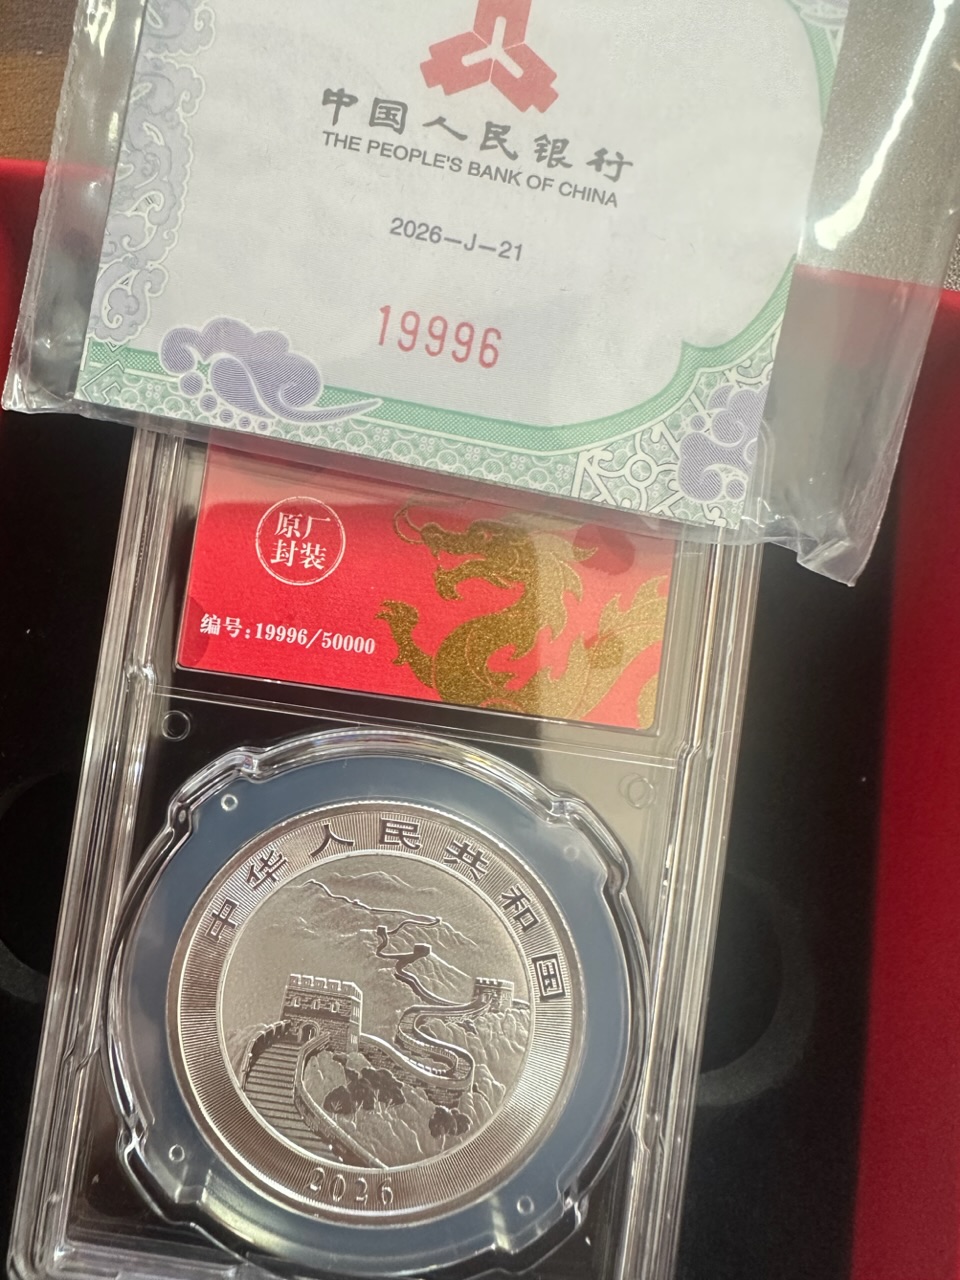 中国人民银行
THE PEOPLE'S BANK OF CHINA
2026—J—21
19996
原厂
封装
编号:19996/50000
中华人民共和国
2026